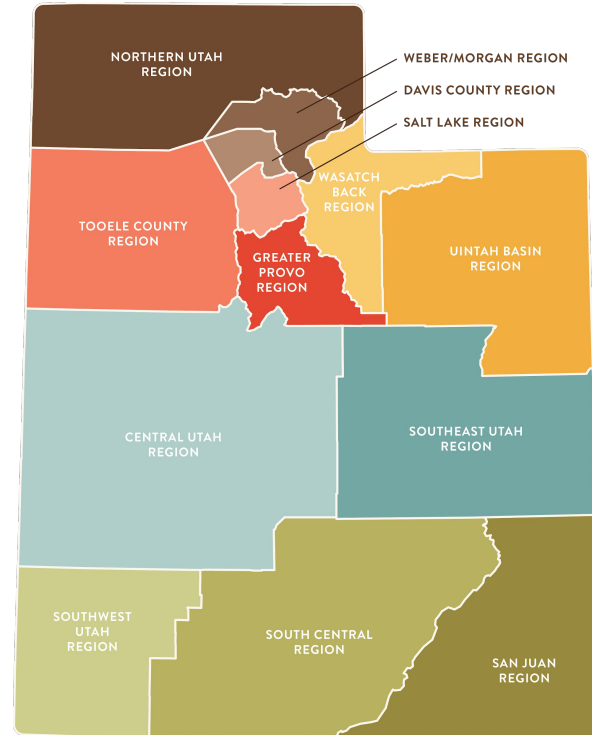 NORTHERN UTAH
REGION
WEBER/MORGAN REGION
DAVIS COUNTY REGION
SALT LAKE REGION
WASATCH
BACK
REGION
TOOELE COUNTY
REGION
GREATER
PROVO
REGION
UINTAH BASIN
REGION
CENTRAL UTAH
REGION
SOUTHEAST UTAH
REGION
SOUTHWEST
UTAH
REGION
SOUTH CENTRAL
REGION
SAN JUAN
REGION